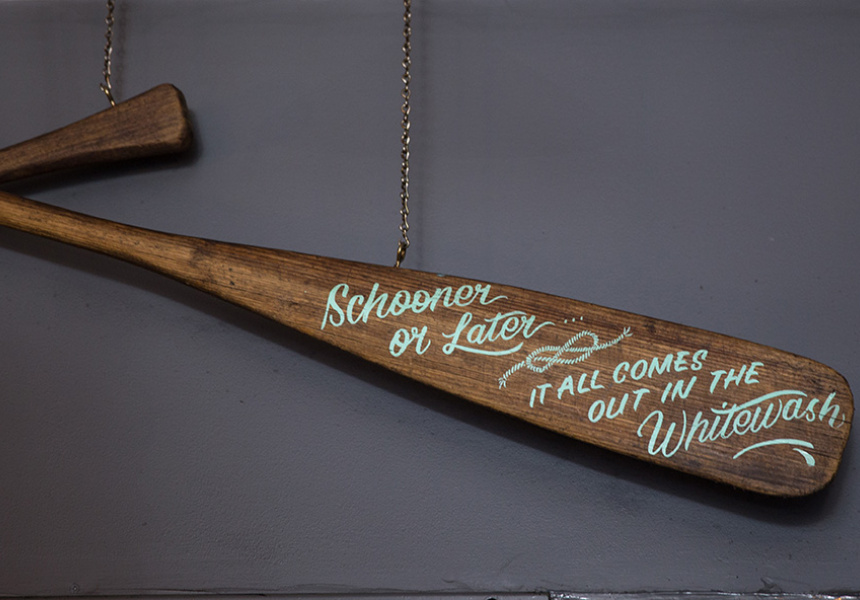 Schooner
or Later...
IT ALL COMES
OUT IN THE
Whitewash